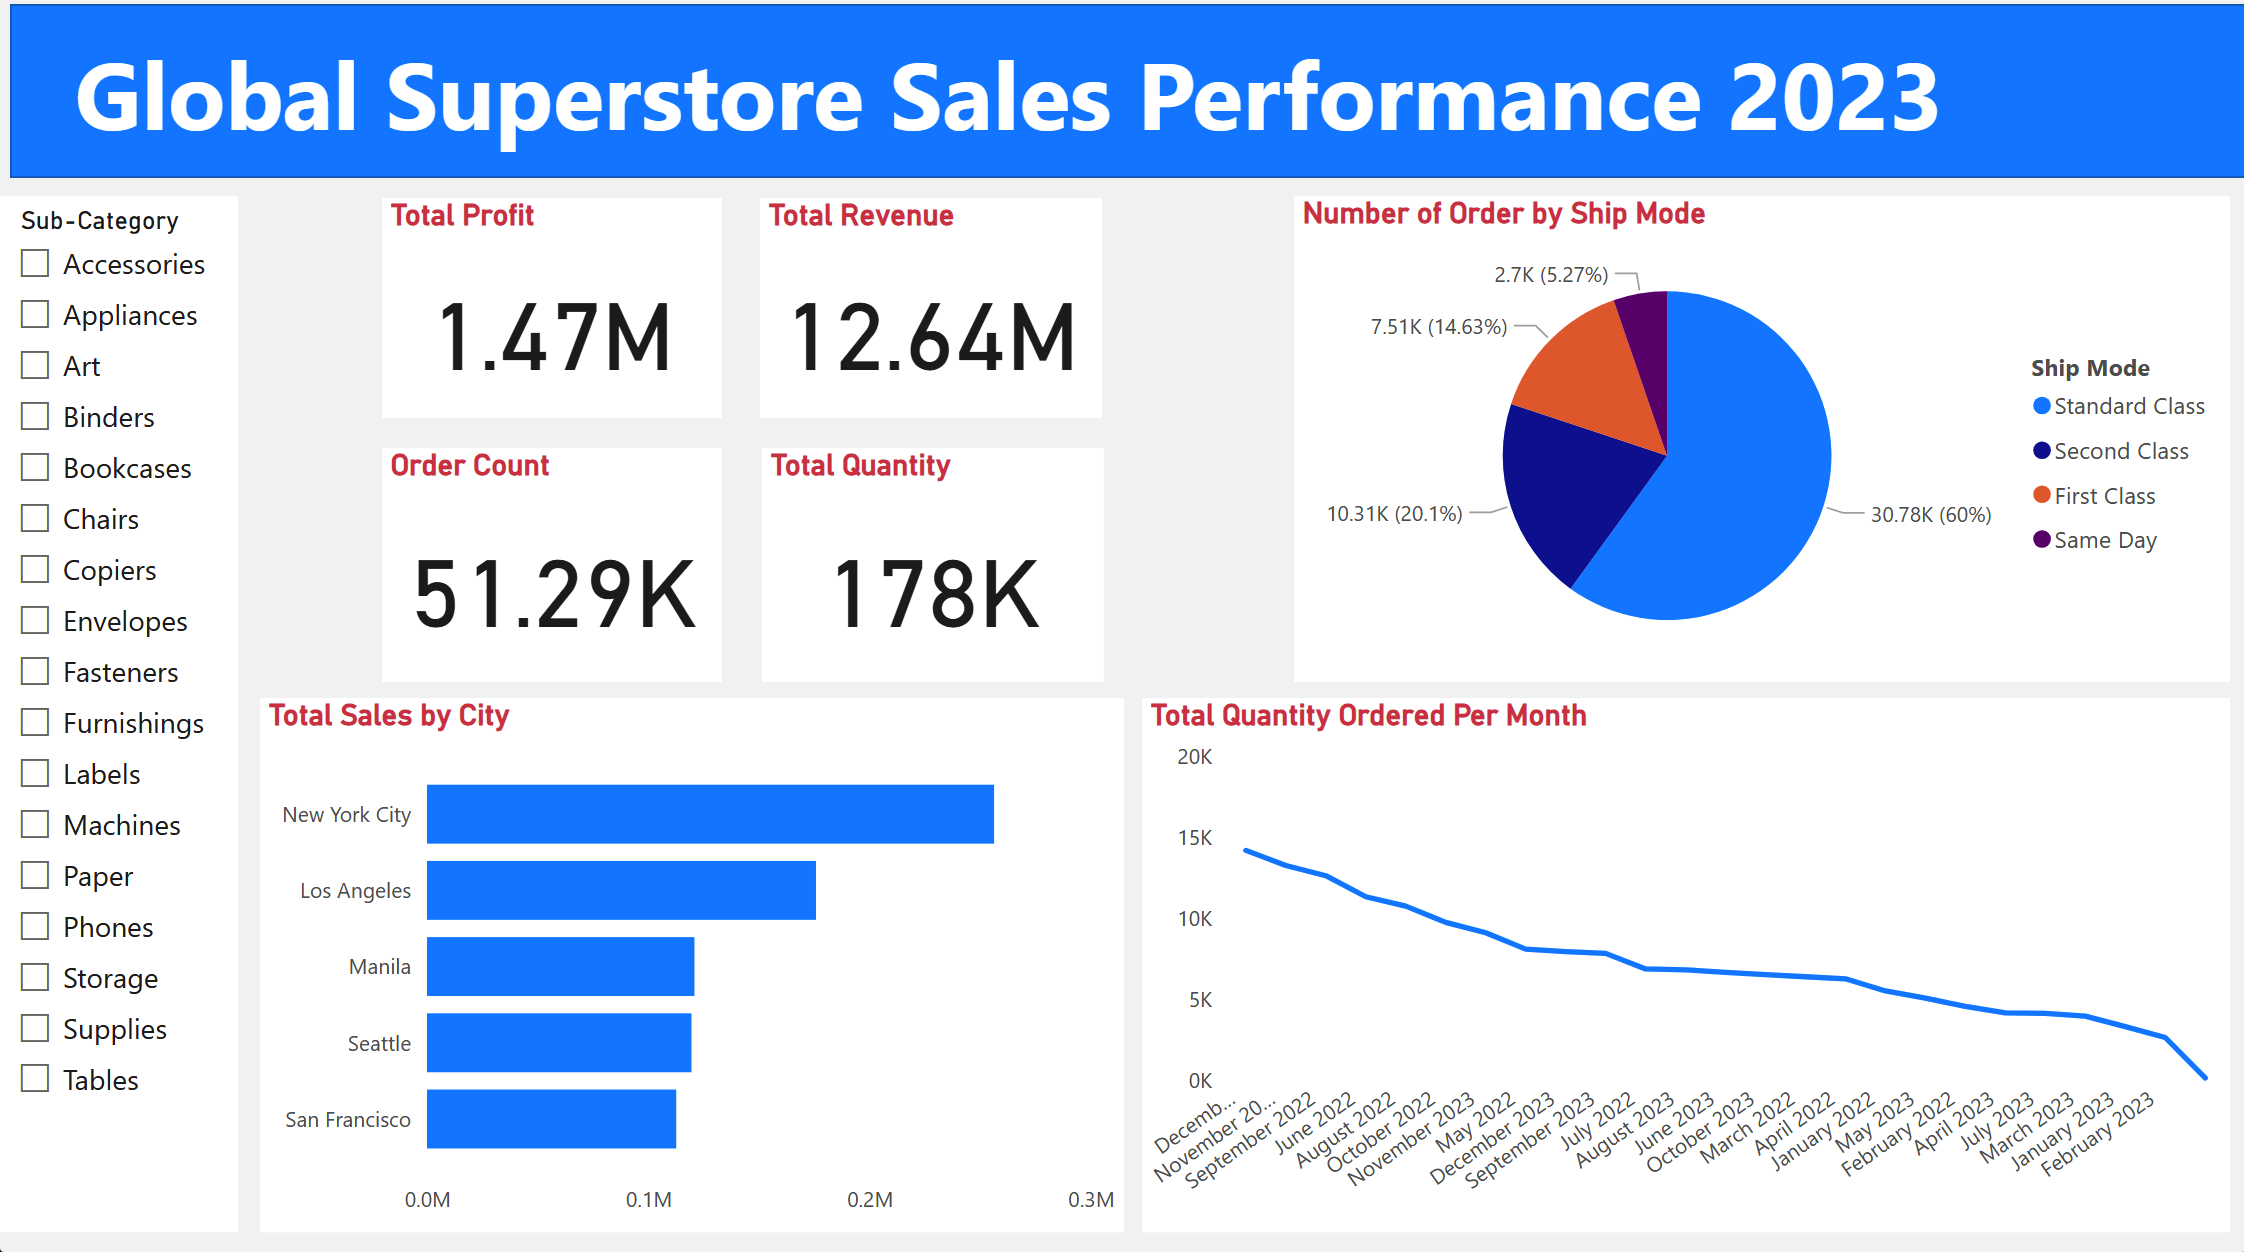 Global Superstore Sales Performance 2023
Sub-Category
Accessories
Appliances
Art
Binders
Bookcases
Chairs
Copiers
Envelopes
Fasteners
Furnishings
Labels
Machines
Paper
Phones
Storage
Supplies
Tables
Total Profit
1.47M
Total Revenue
12.64M
Order Count
51.29K
Total Quantity
178K
Number of Order by Ship Mode
2.7K (5.27%)
7.51K (14.63%)
10.31K (20.1%)
30.78K (60%)
Ship Mode
Standard Class
Second Class
First Class
Same Day
Total Sales by City
New York City
Los Angeles
Manila
Seattle
San Francisco
0.0M 0.1M 0.2M 0.3M
Total Quantity Ordered Per Month
20K
15K
10K
5K
0K
Decemb...
November 20...
September 2022
June 2022
August 2022
October 2022
November 2023
May 2022
December 2023
September 2023
July 2022
August 2023
June 2023
October 2023
March 2022
April 2022
January 2022
May 2023
February 2022
April 2023
July 2023
March 2023
January 2023
February 2023